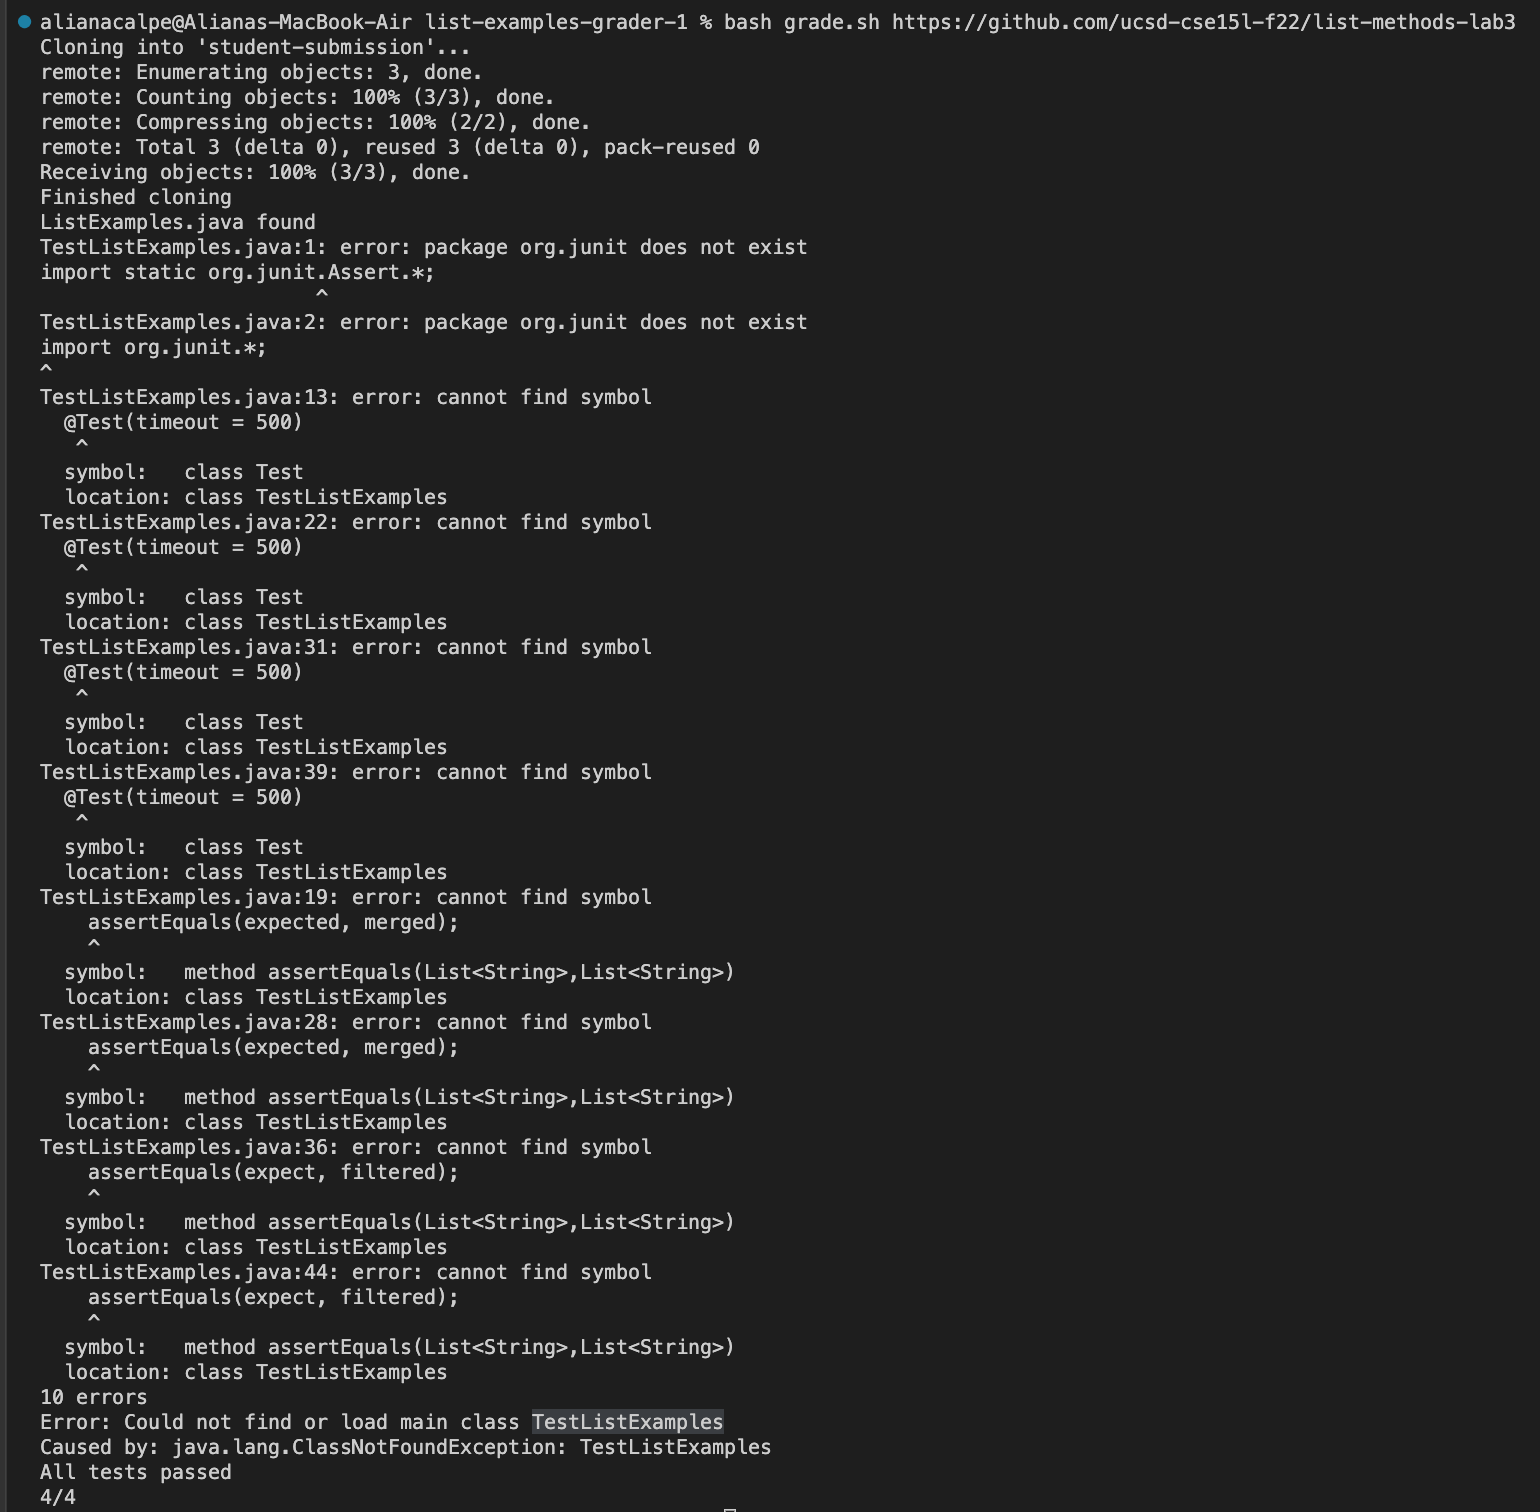 alianacalpe@Alianas-MacBook-Air list-examples-grader-1 % bash grade.sh https://github.com/ucsd-cse15l-f22/list-methods-lab3
Cloning into 'student-submission'...
remote: Enumerating objects: 3, done.
remote: Counting objects: 100% (3/3), done.
remote: Compressing objects: 100% (2/2), done.
remote: Total 3 (delta 0), reused 3 (delta 0), pack-reused 0
Receiving objects: 100% (3/3), done.
Finished cloning
ListExamples.java found
TestListExamples.java:1: error: package org.junit does not exist
import static org.junit.Assert.*;
                       ^
TestListExamples.java:2: error: package org.junit does not exist
import org.junit.*;
^
TestListExamples.java:13: error: cannot find symbol
  @Test(timeout = 500)
   ^
  symbol:   class Test
  location: class TestListExamples
TestListExamples.java:22: error: cannot find symbol
  @Test(timeout = 500)
   ^
  symbol:   class Test
  location: class TestListExamples
TestListExamples.java:31: error: cannot find symbol
  @Test(timeout = 500)
   ^
  symbol:   class Test
  location: class TestListExamples
TestListExamples.java:39: error: cannot find symbol
  @Test(timeout = 500)
   ^
  symbol:   class Test
  location: class TestListExamples
TestListExamples.java:19: error: cannot find symbol
    assertEquals(expected, merged);
    ^
  symbol:   method assertEquals(List<String>,List<String>)
  location: class TestListExamples
TestListExamples.java:28: error: cannot find symbol
    assertEquals(expected, merged);
    ^
  symbol:   method assertEquals(List<String>,List<String>)
  location: class TestListExamples
TestListExamples.java:36: error: cannot find symbol
    assertEquals(expect, filtered);
    ^
  symbol:   method assertEquals(List<String>,List<String>)
  location: class TestListExamples
TestListExamples.java:44: error: cannot find symbol
    assertEquals(expect, filtered);
    ^
  symbol:   method assertEquals(List<String>,List<String>)
  location: class TestListExamples
10 errors
Error: Could not find or load main class TestListExamples
Caused by: java.lang.ClassNotFoundException: TestListExamples
All tests passed
4/4